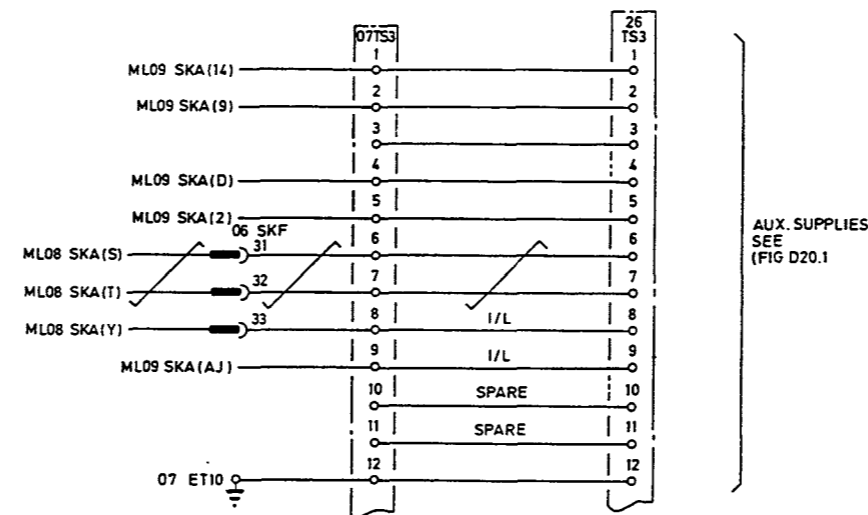 07TS3
26
TS3
ML09 SKA(14) 1 1
ML09 SKA(9) 2 2
3 3
ML09 SKA(D) 4 4
ML09 SKA(2) 5 5
06 SKF
ML08 SKA(S) 31 6 6
ML08 SKA(T) 32 7 7
ML08 SKA(Y) 33 8 I/L 8
ML09 SKA(AJ) 9 I/L 9
10 SPARE 10
11 SPARE 11
07 ET10 12 12
AUX. SUPPLIES
SEE
(FIG D20.1